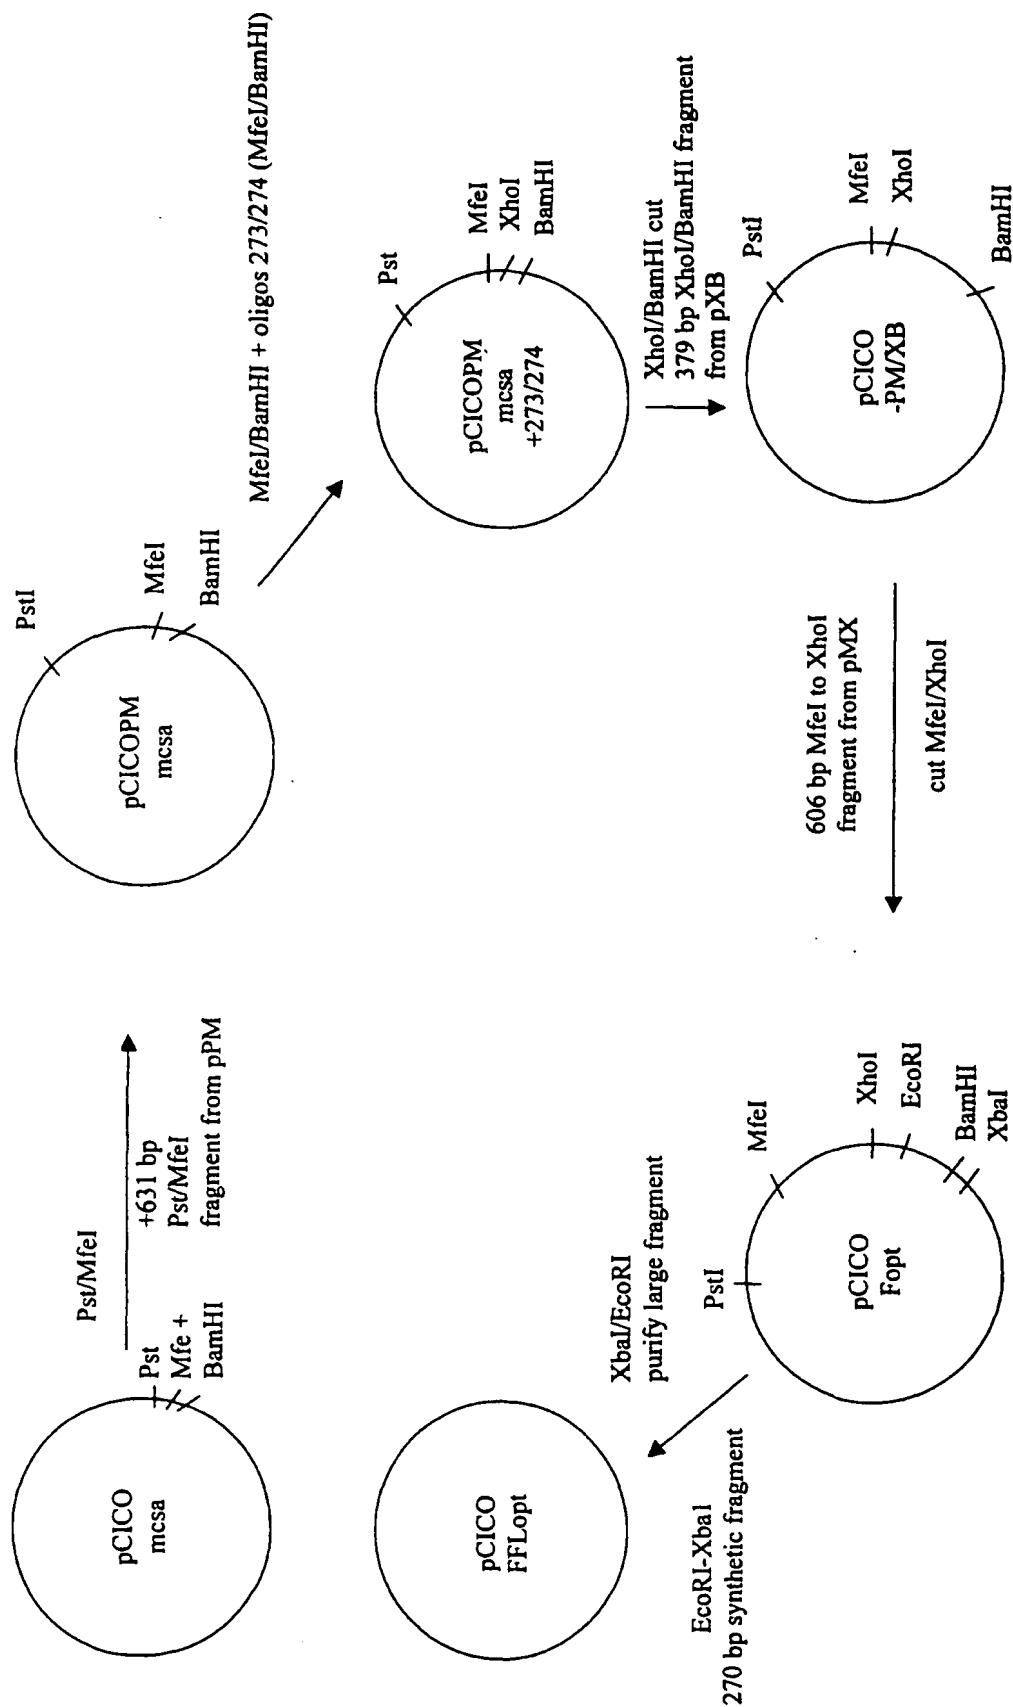 pCICO
mcsa
Pst
Mfe +
BamHI
Pst/MfeI
+631 bp
Pst/MfeI
fragment from pPM
pCICOPM
mcsa
PstI
MfeI
BamHI
MfeI/BamHI + oligos 273/274 (MfeI/BamHI)
pCICOPM
mcsa
+273/274
Pst
MfeI
XhoI
BamHI
XhoI/BamHI cut
379 bp XhoI/BamHI fragment
from pXB
pCICO
-PM/XB
PstI
MfeI
XhoI
BamHI
606 bp MfeI to XhoI
fragment from pMX
cut MfeI/XhoI
pCICO
Fopt
PstI
MfeI
XhoI
EcoRI
BamHI
XbaI
XbaI/EcoRI
purify large fragment
EcoRI-XbaI
270 bp synthetic fragment
pCICO
FFLopt